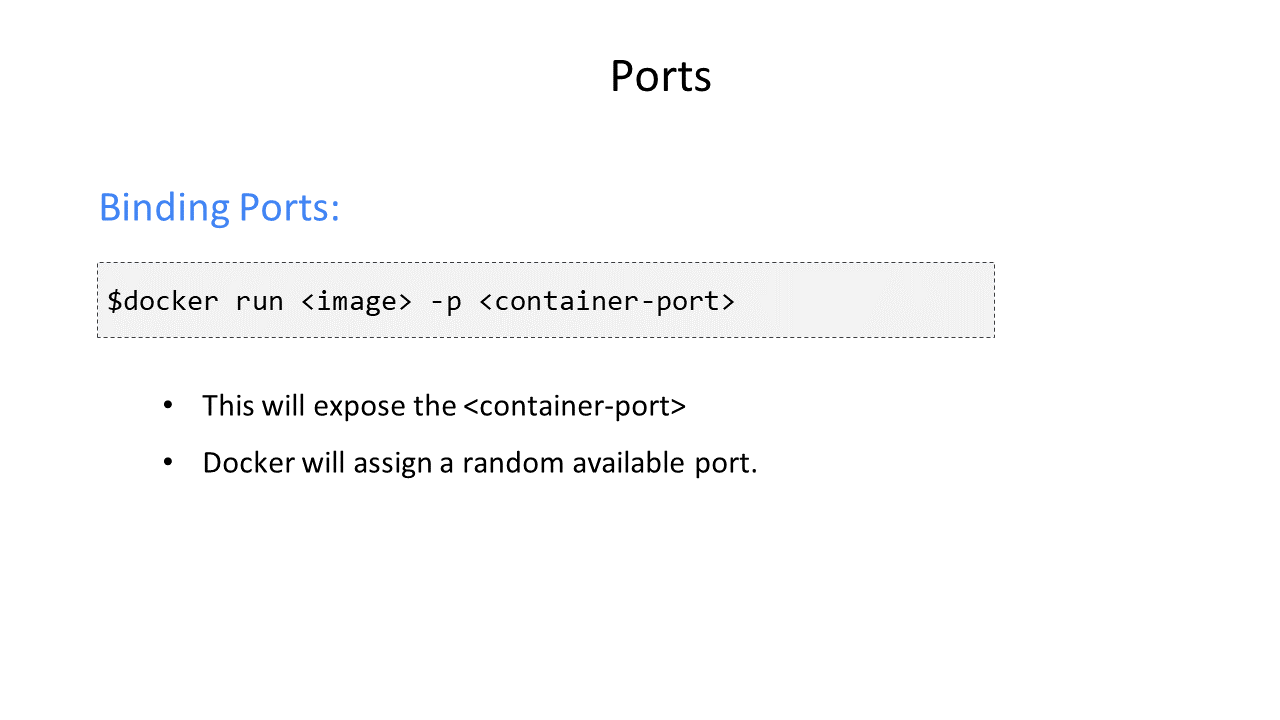 Ports
Binding Ports:
$docker run <image> -p <container-port>
• This will expose the <container-port>
• Docker will assign a random available port.